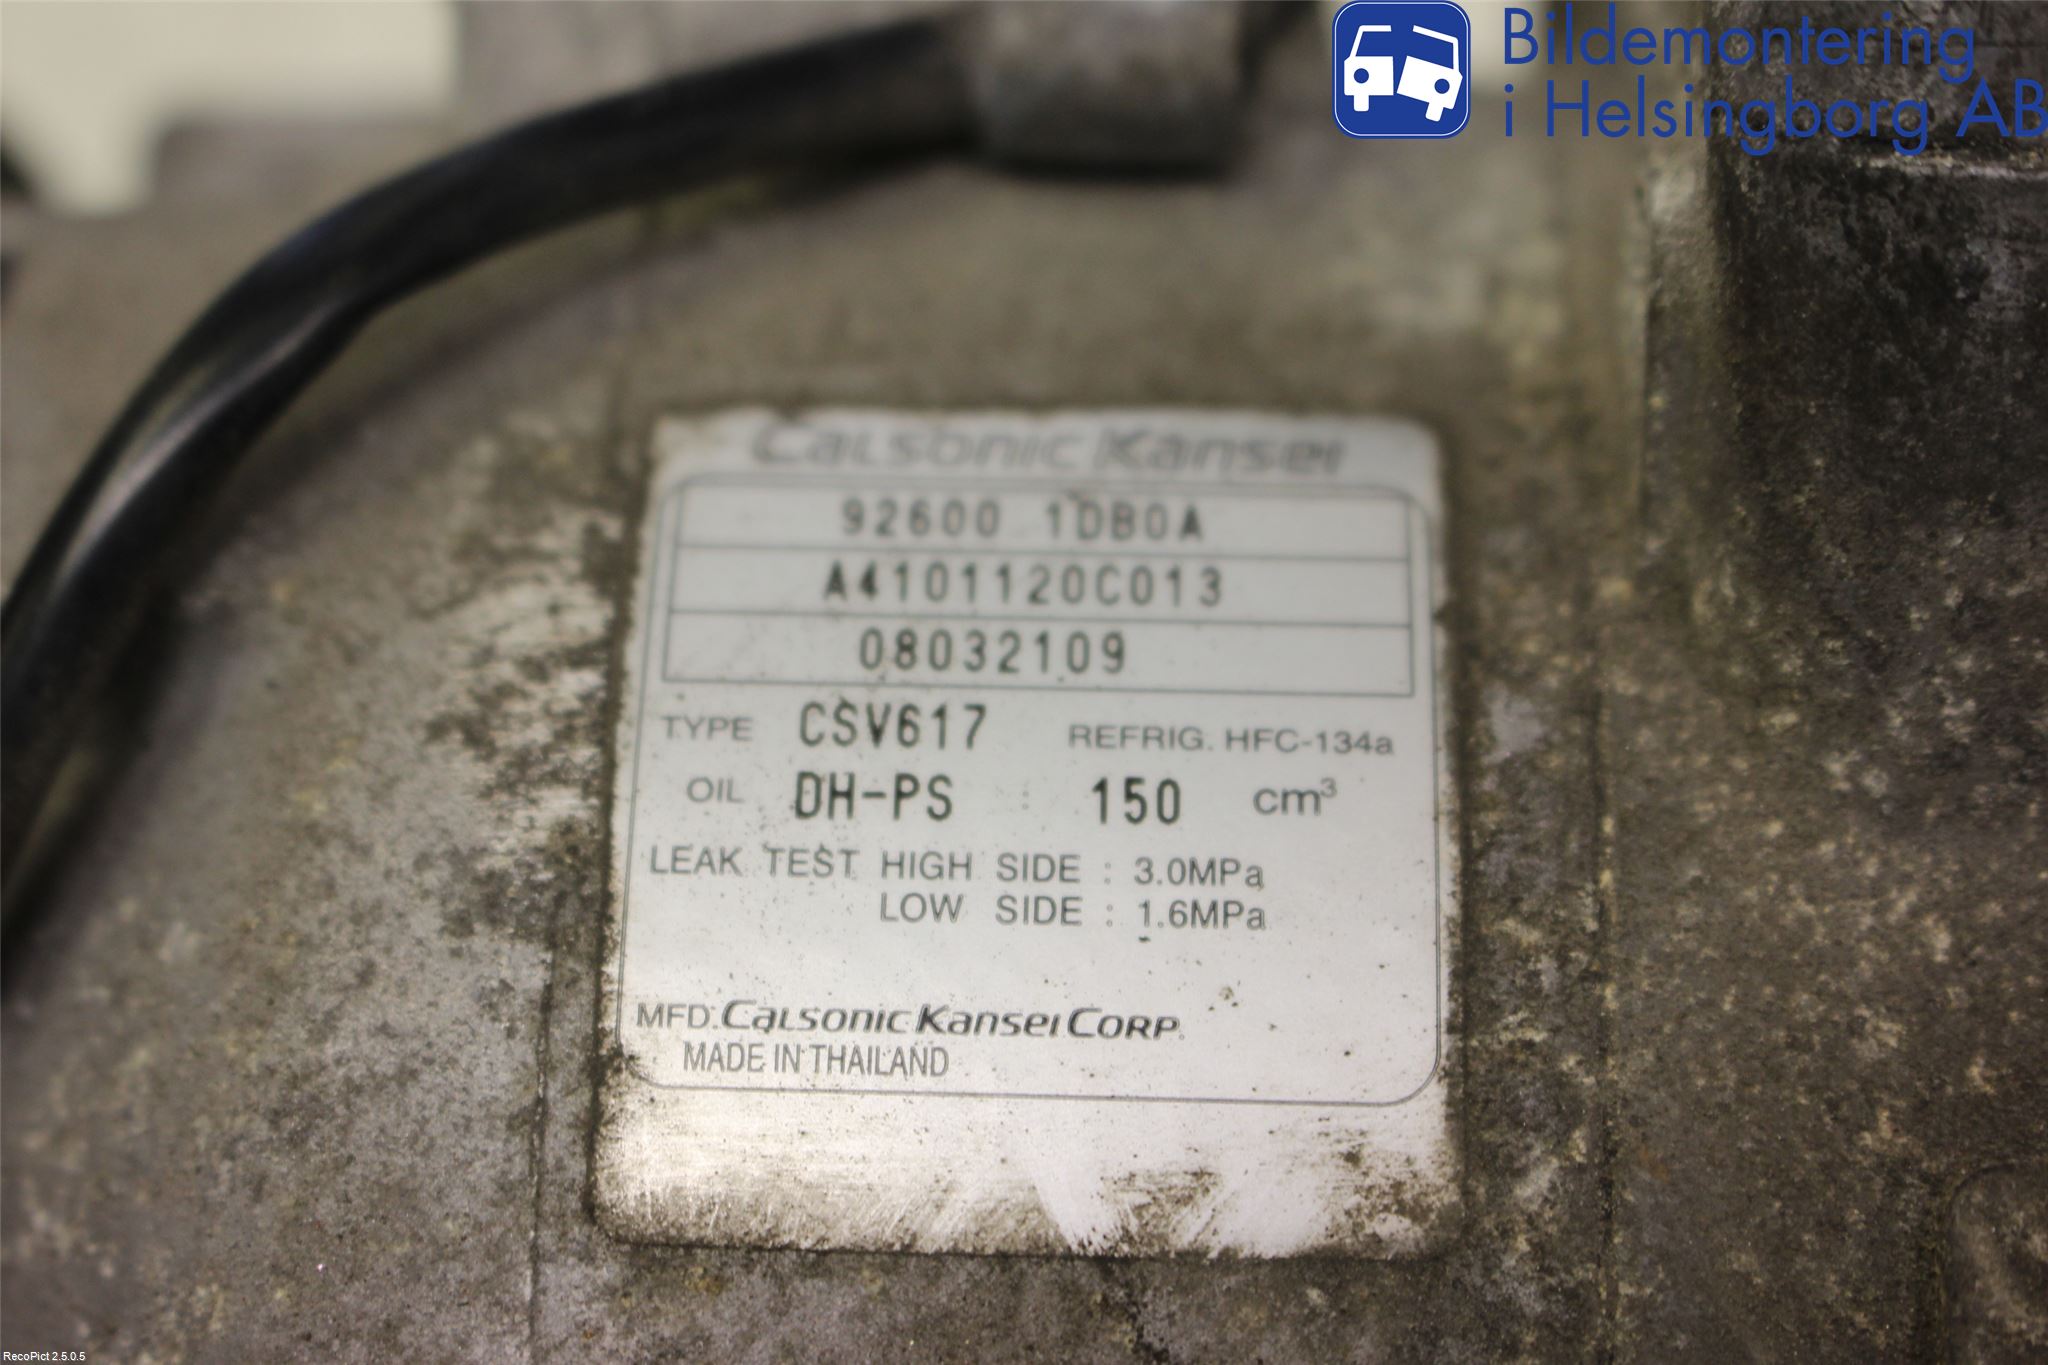 Bildemontering
i Helsingborg AB
Calsonic Kansei
92600 1DB0A
A4101120C013
08032109
TYPE CSV617 REFRIG. HFC-134a
OIL DH-PS 150 cm³
LEAK TEST HIGH SIDE : 3.0MPa
LOW SIDE : 1.6MPa
MFD. CALSONIC KANSEI CORP.
MADE IN THAILAND
RecoPict 2.5.0.5